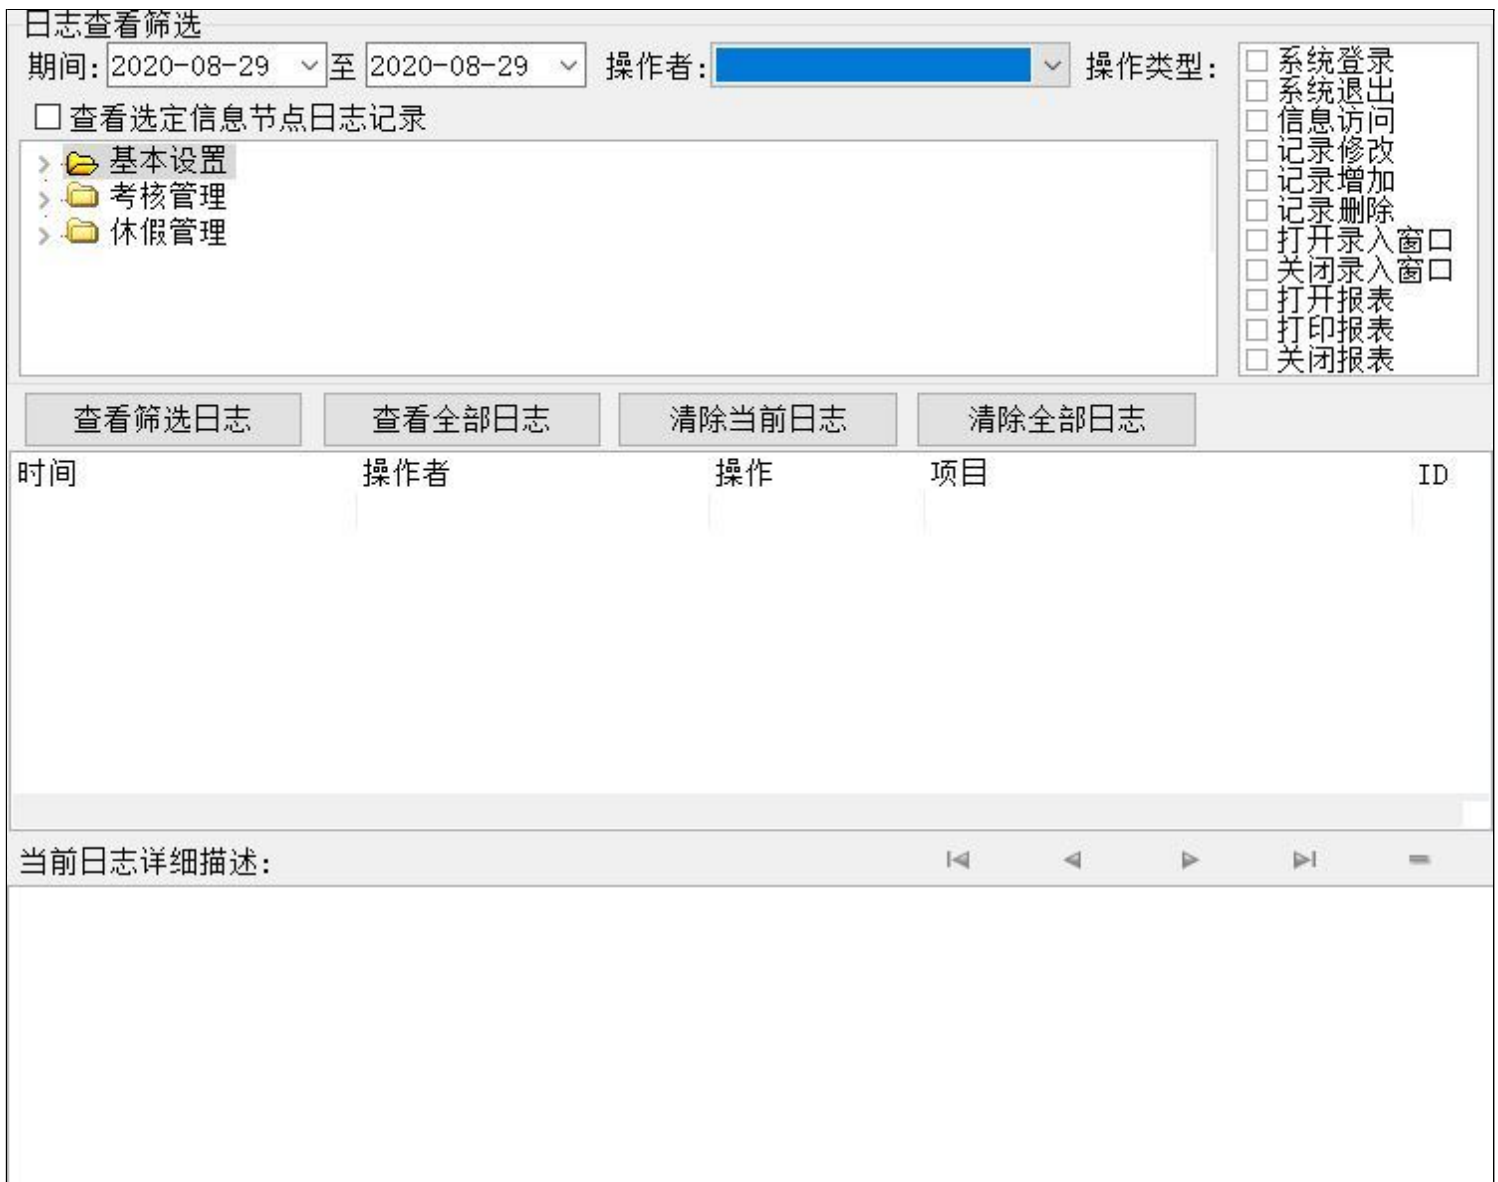 日志查看筛选
期间: 2020-08-29 至 2020-08-29 操作者: 操作类型:
系统登录
系统退出
信息访问
记录修改
记录增加
记录删除
打开录入窗口
关闭录入窗口
打开报表
打印报表
关闭报表
查看选定信息节点日志记录
基本设置
考核管理
休假管理
查看筛选日志 查看全部日志 清除当前日志 清除全部日志
时间 操作者 操作 项目 ID
当前日志详细描述: